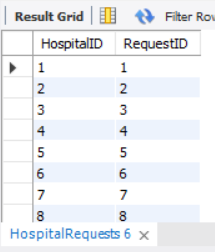 Result Grid Filter Row
HospitalID RequestID
1 1
2 2
3 3
4 4
5 5
6 6
7 7
8 8
HospitalRequests 6 ×